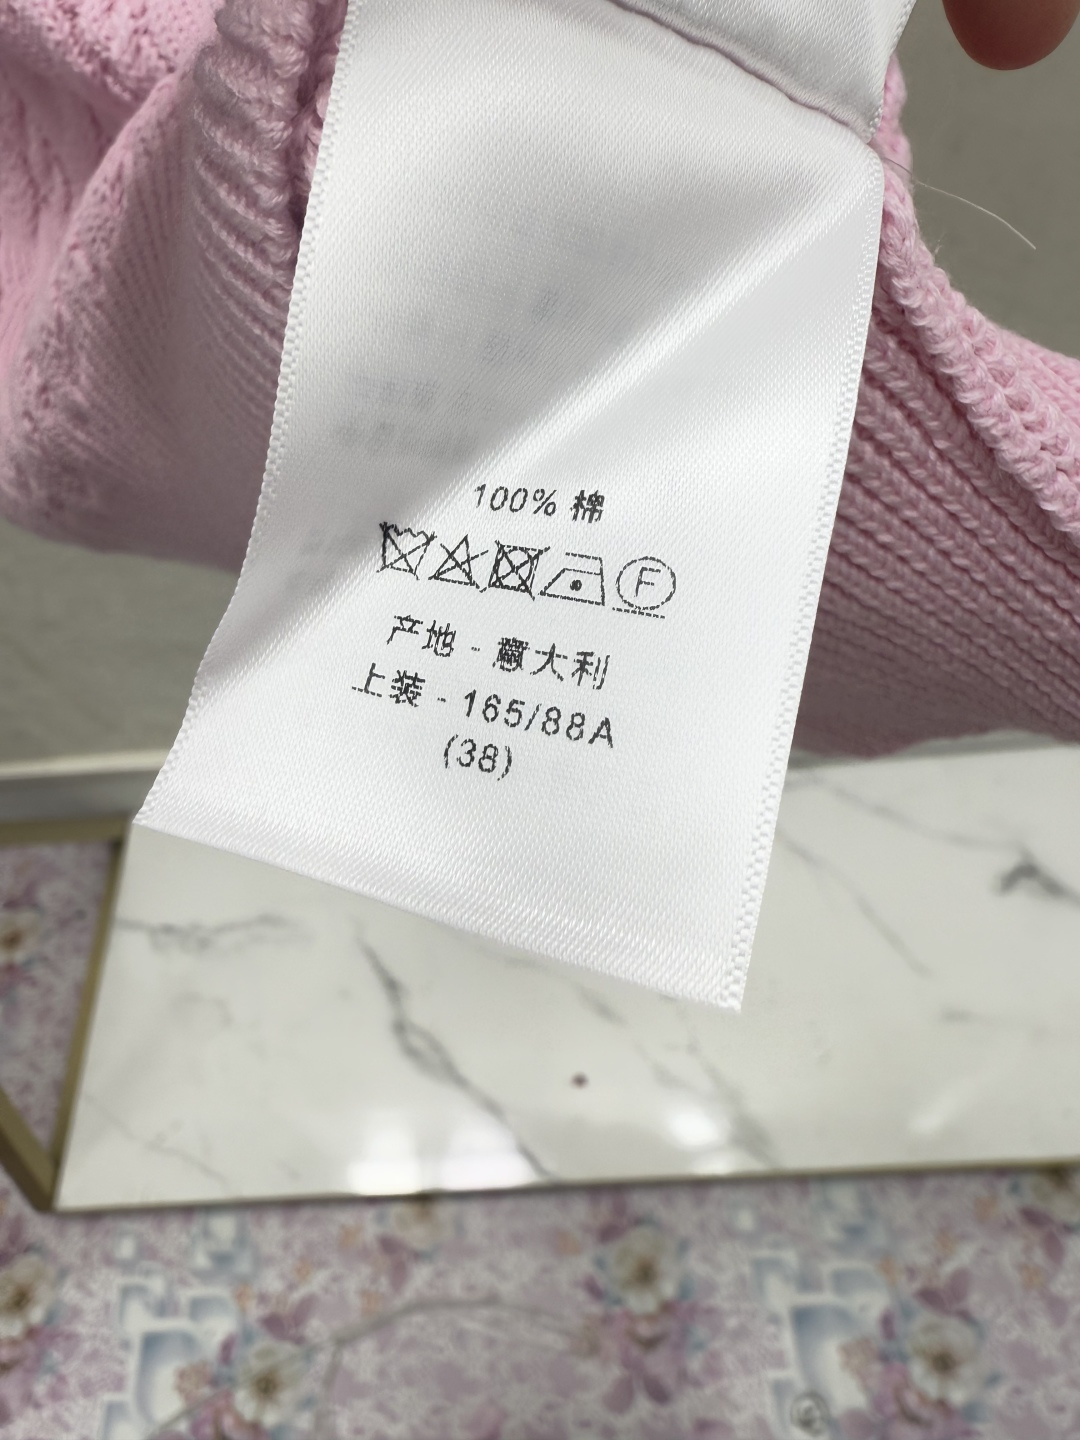 100% 棉
F
产地 - 意大利
上装 - 165/88A
(38)